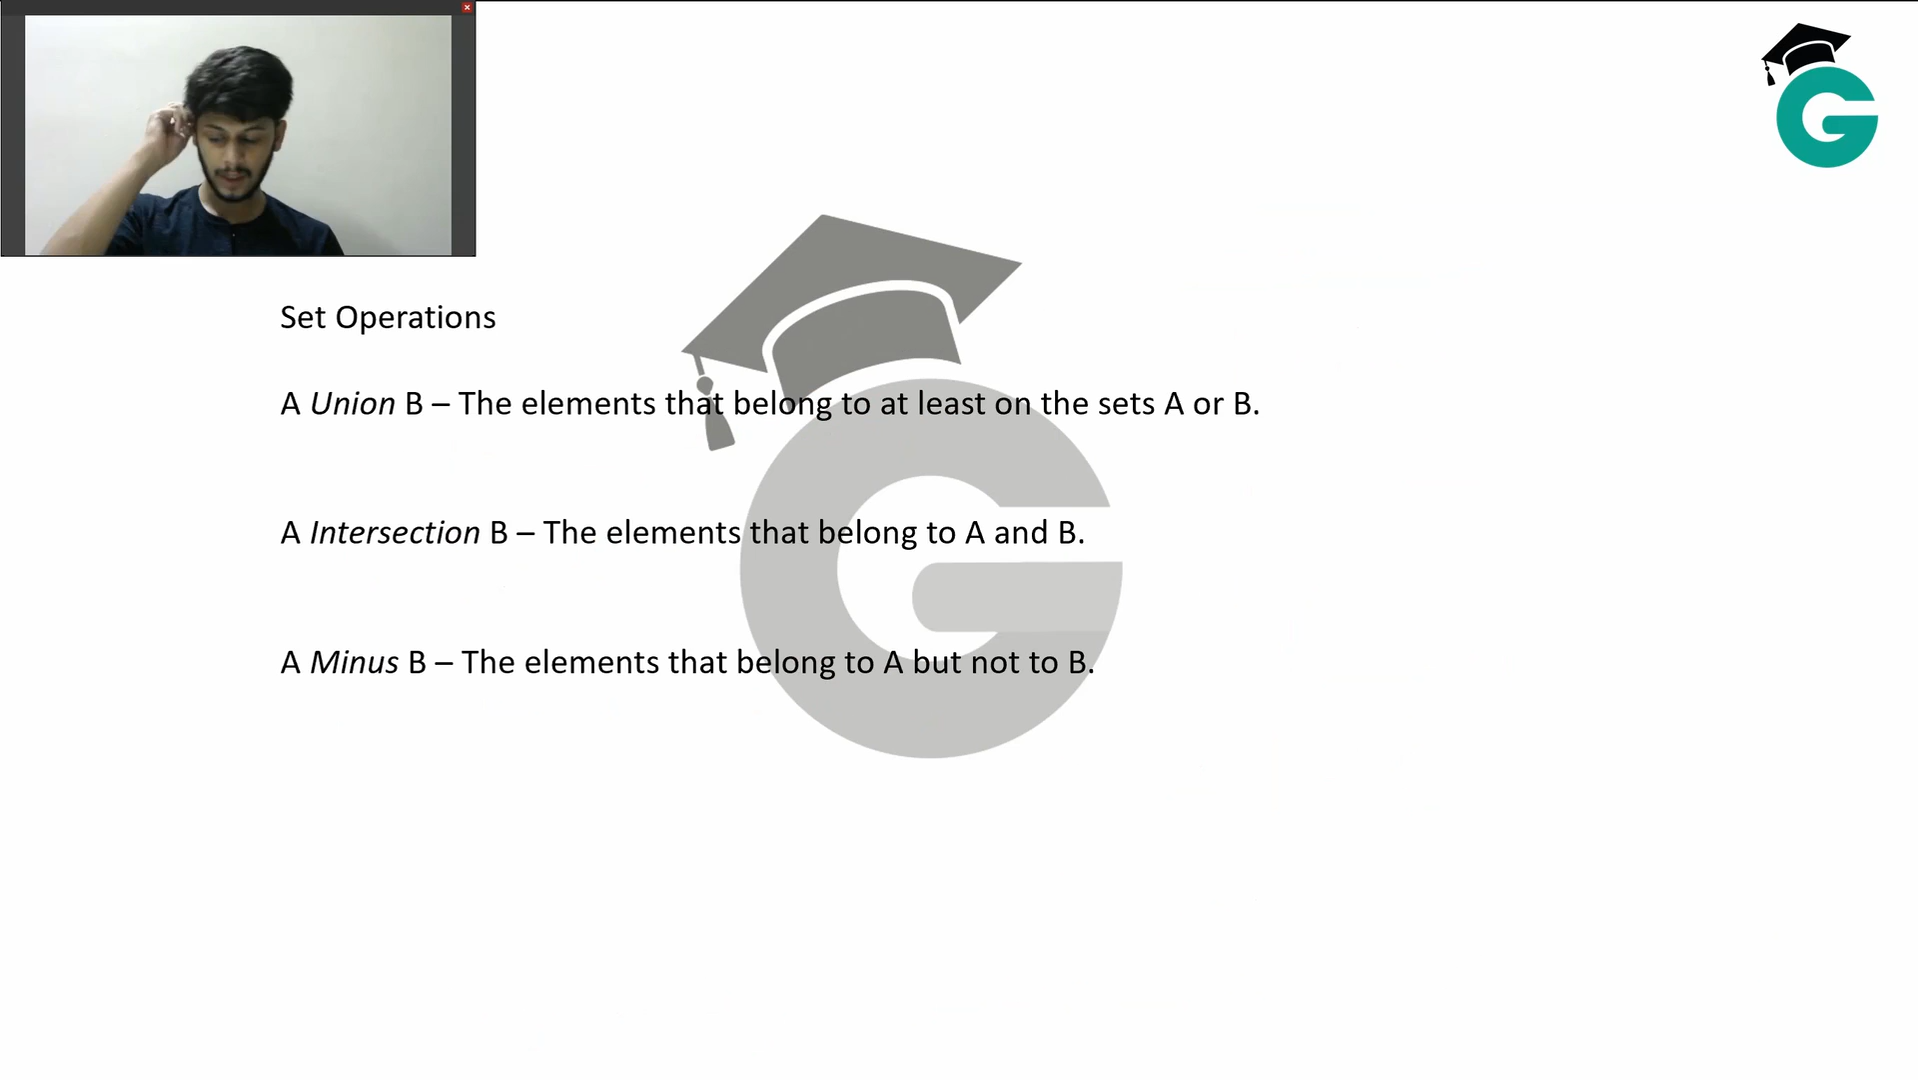 Set Operations
A Union B – The elements that belong to at least on the sets A or B.
A Intersection B – The elements that belong to A and B.
A Minus B – The elements that belong to A but not to B.